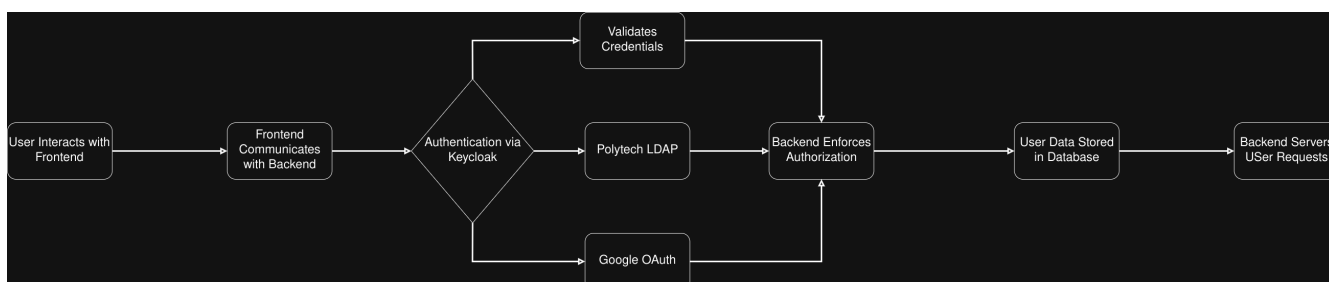 User Interacts with
Frontend
Frontend
Communicates
with Backend
Authentication via
Keycloak
Validates
Credentials
Polytech LDAP
Google OAuth
Backend Enforces
Authorization
User Data Stored
in Database
Backend Servers
USer Requests